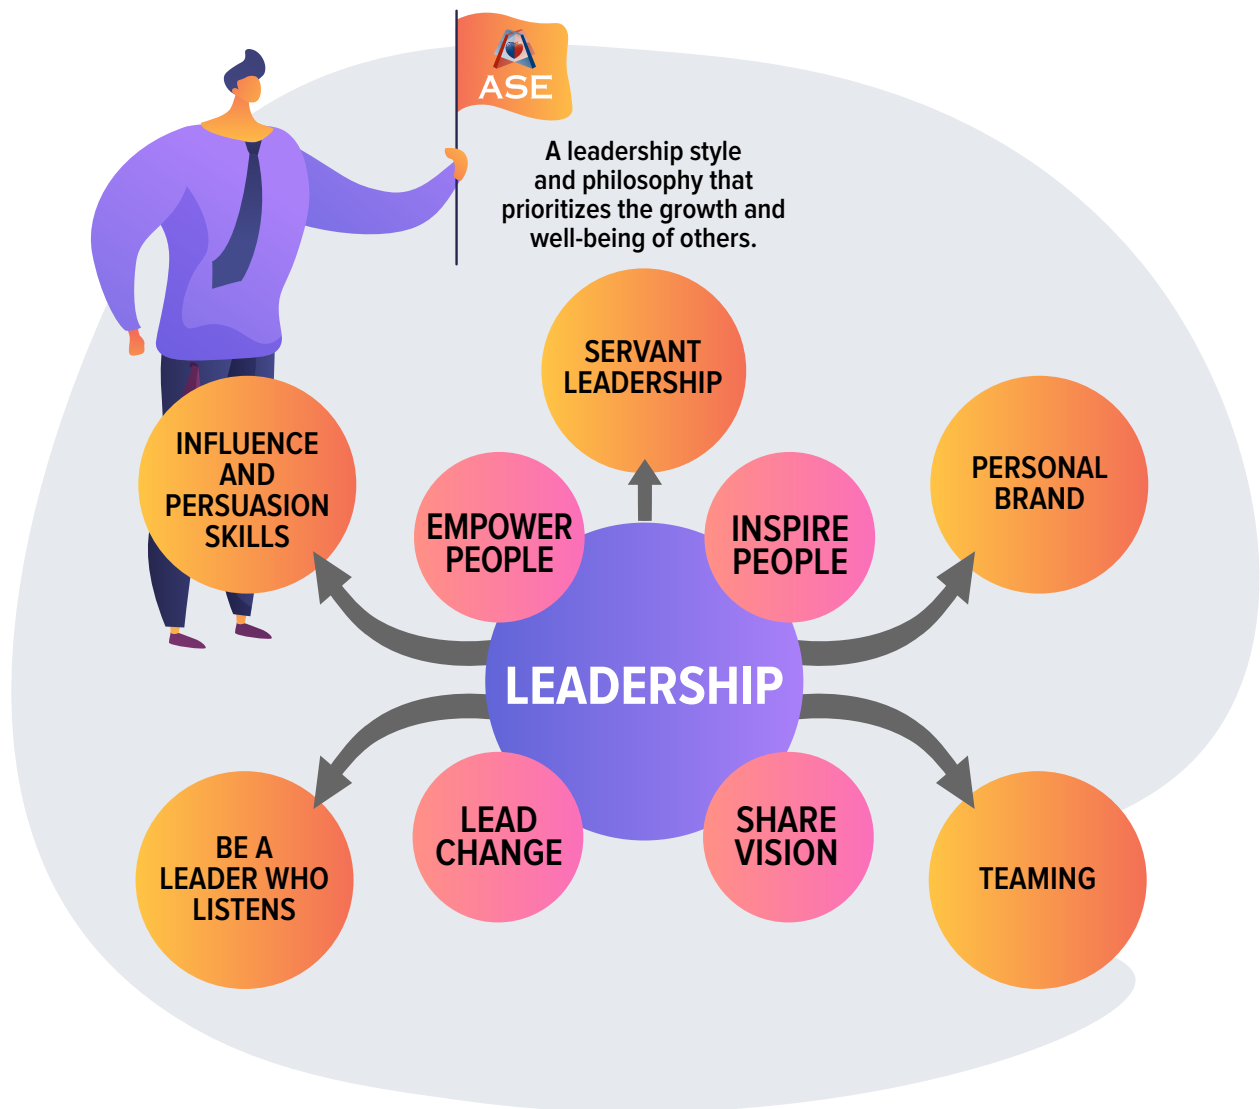 ASE
A leadership style
and philosophy that
prioritizes the growth and
well-being of others.
SERVANT
LEADERSHIP
INFLUENCE
AND
PERSUASION
SKILLS
EMPOWER
PEOPLE
INSPIRE
PEOPLE
PERSONAL
BRAND
LEADERSHIP
BE A
LEADER WHO
LISTENS
LEAD
CHANGE
SHARE
VISION
TEAMING